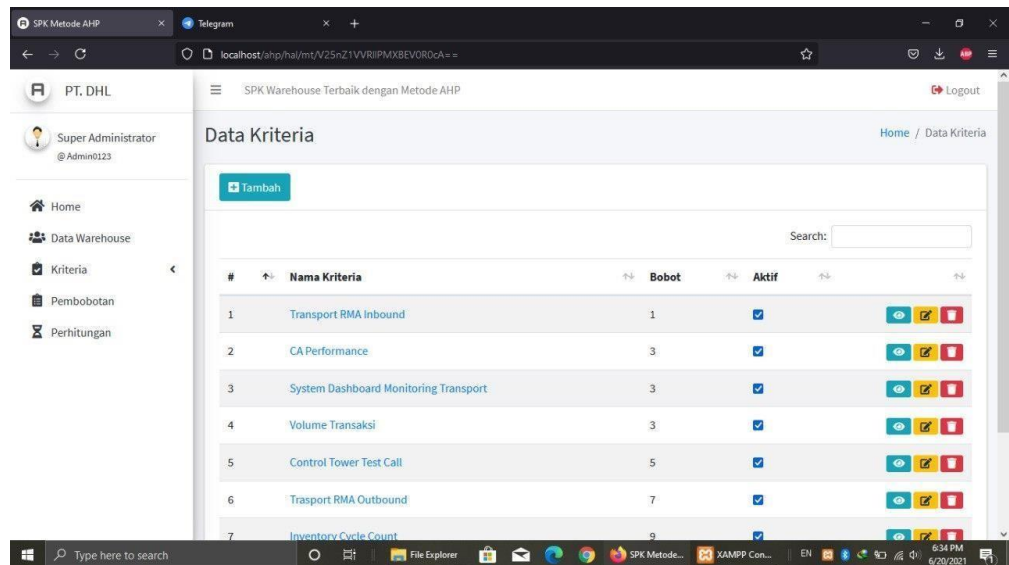 SPK Metode AHP
Telegram
localhost/ahp/hal/mt/V25nZ1VVRllPMXBEV0R0cA==
ABP
PT. DHL
SPK Warehouse Terbaik dengan Metode AHP
Logout
Super Administrator
@ Admin0123
Data Kriteria
Home / Data Kriteria
Tambah
Home
Data Warehouse
Kriteria
Pembobotan
Perhitungan
Search:
# Nama Kriteria Bobot Aktif
1 Transport RMA Inbound 1
2 CA Performance 3
3 System Dashboard Monitoring Transport 3
4 Volume Transaksi 3
5 Control Tower Test Call 5
6 Trasport RMA Outbound 7
7 Inventory Cycle Count 9
Type here to search
File Explorer
SPK Metode...
XAMPP Con...
EN
6:34 PM
6/20/2021